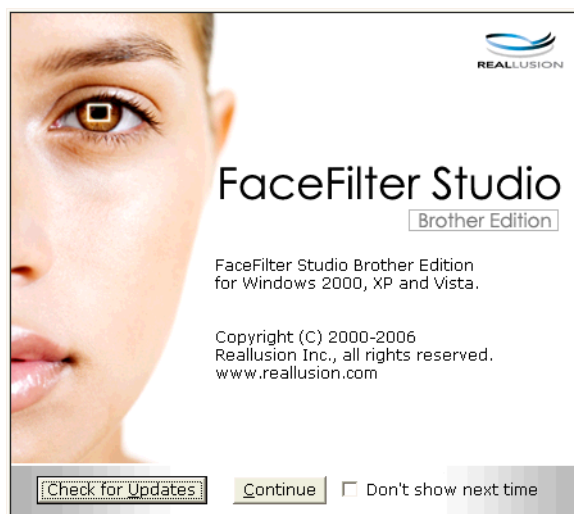 REALLUSION
FaceFilter Studio
Brother Edition
FaceFilter Studio Brother Edition
for Windows 2000, XP and Vista.
Copyright (C) 2000-2006
Reallusion Inc., all rights reserved.
www.reallusion.com
Check for Updates Continue Don't show next time